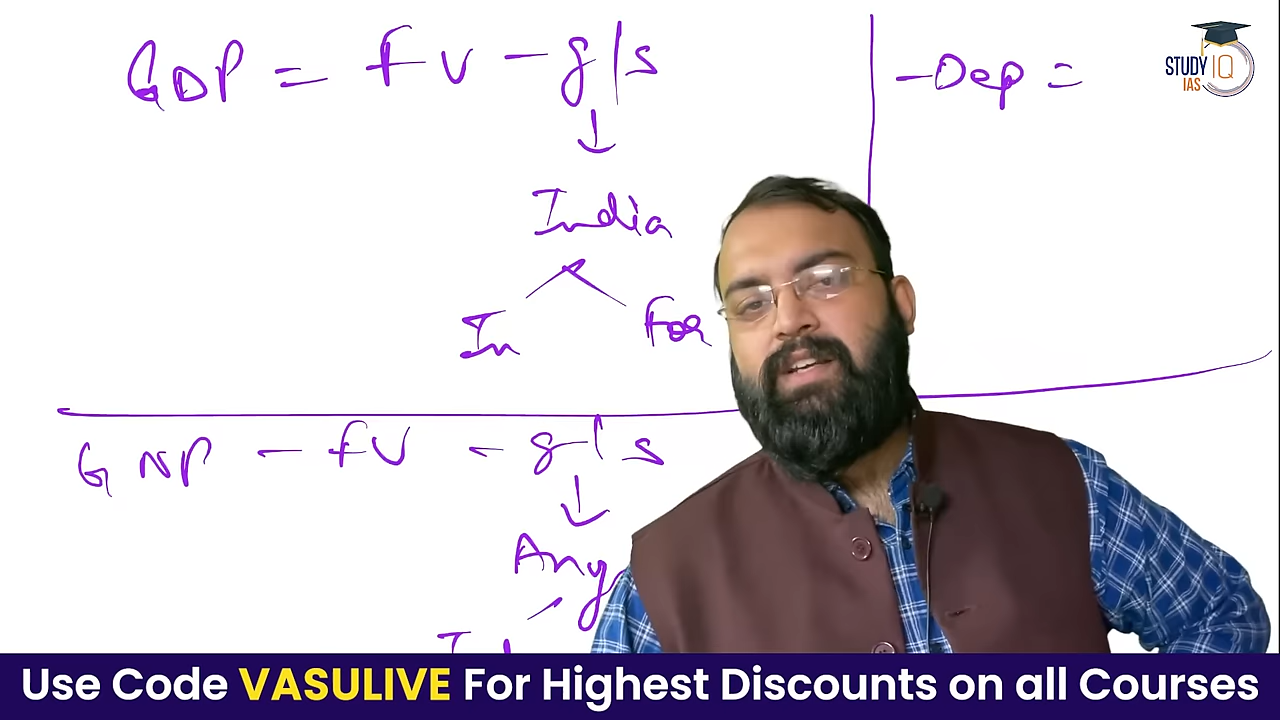 GDP = FV - g/s
- Dep =
STUDY IQ
IAS
↓
India
In
For
GNP - FV - g/s
↓
Any
Use Code VASULIVE For Highest Discounts on all Courses